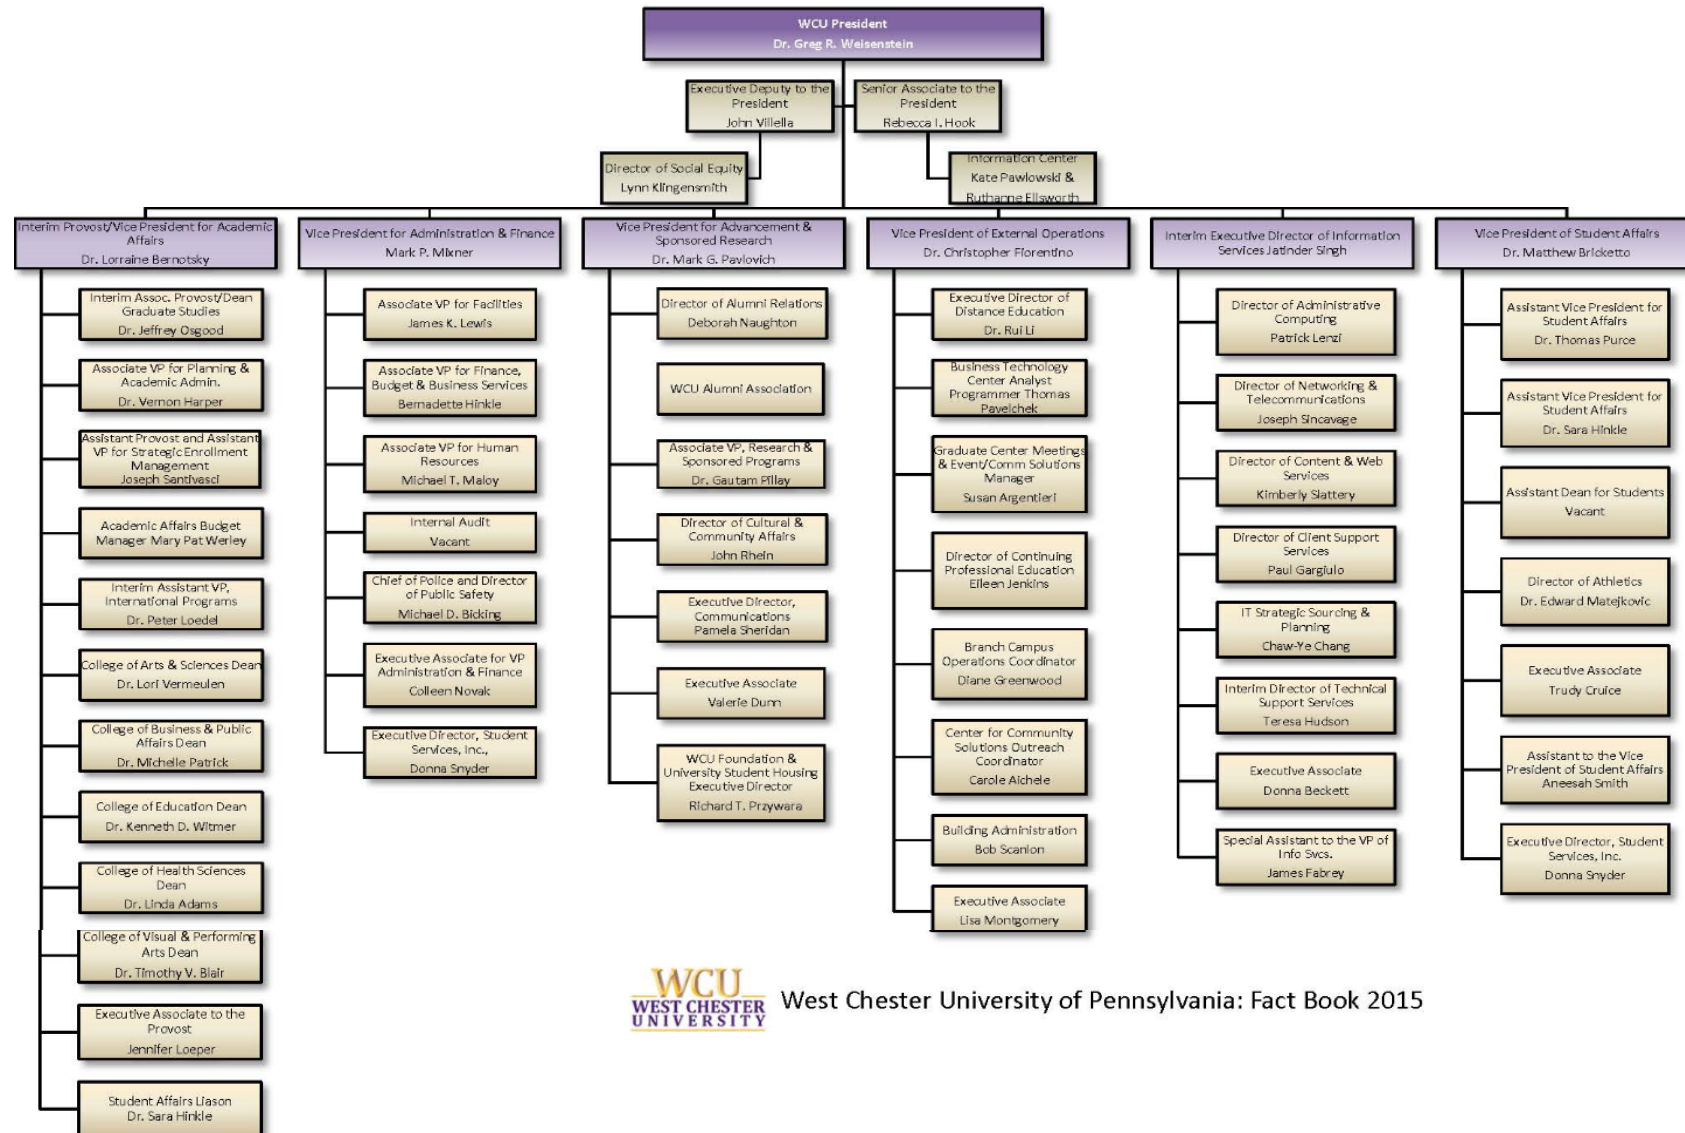 WCU President
Dr. Greg R. Weisenstein
Executive Deputy to the
President
John Villella
Senior Associate to the
President
Rebecca I. Hook
Director of Social Equity
Lynn Klingensmith
Information Center
Kate Pawlowski &
Ruthanne Ellsworth
Interim Provost/Vice President for Academic
Affairs
Dr. Lorraine Bernotsky
Interim Assoc. Provost/Dean
Graduate Studies
Dr. Jeffrey Osgood
Associate VP for Planning &
Academic Admin.
Dr. Vernon Harper
Assistant Provost and Assistant
VP for Strategic Enrollment
Management
Joseph Santivasci
Academic Affairs Budget
Manager Mary Pat Werley
Interim Assistant VP,
International Programs
Dr. Peter Loedel
College of Arts & Sciences Dean
Dr. Lori Vermeulen
College of Business & Public
Affairs Dean
Dr. Michelle Patrick
College of Education Dean
Dr. Kenneth D. Witmer
College of Health Sciences
Dean
Dr. Linda Adams
College of Visual & Performing
Arts Dean
Dr. Timothy V. Blair
Executive Associate to the
Provost
Jennifer Loeper
Student Affairs Liason
Dr. Sara Hinkle
Vice President for Administration & Finance
Mark P. Mixner
Associate VP for Facilities
James K. Lewis
Associate VP for Finance,
Budget & Business Services
Bernadette Hinkle
Associate VP for Human
Resources
Michael T. Maloy
Internal Audit
Vacant
Chief of Police and Director
of Public Safety
Michael D. Bicking
Executive Associate for VP
Administration & Finance
Colleen Novak
Executive Director, Student
Services, Inc.,
Donna Snyder
Vice President for Advancement &
Sponsored Research
Dr. Mark G. Pavlovich
Director of Alumni Relations
Deborah Naughton
WCU Alumni Association
Associate VP, Research &
Sponsored Programs
Dr. Gautam Pillay
Director of Cultural &
Community Affairs
John Rhein
Executive Director,
Communications
Pamela Sheridan
Executive Associate
Valerie Dunn
WCU Foundation &
University Student Housing
Executive Director
Richard T. Przywara
Vice President of External Operations
Dr. Christopher Fiorentino
Executive Director of
Distance Education
Dr. Rui Li
Business Technology
Center Analyst
Programmer Thomas
Pavelchek
Graduate Center Meetings
& Event/Comm Solutions
Manager
Susan Argentieri
Director of Continuing
Professional Education
Eileen Jenkins
Branch Campus
Operations Coordinator
Diane Greenwood
Center for Community
Solutions Outreach
Coordinator
Carole Aichele
Building Administration
Bob Scanlon
Executive Associate
Lisa Montgomery
Interim Executive Director of Information
Services Jatinder Singh
Director of Administrative
Computing
Patrick Lenzi
Director of Networking &
Telecommunications
Joseph Sincavage
Director of Content & Web
Services
Kimberly Slattery
Director of Client Support
Services
Paul Gargiulo
IT Strategic Sourcing &
Planning
Chaw-Ye Chang
Interim Director of Technical
Support Services
Teresa Hudson
Executive Associate
Donna Beckett
Special Assistant to the VP of
Info Svcs.
James Fabrey
Vice President of Student Affairs
Dr. Matthew Bricketto
Assistant Vice President for
Student Affairs
Dr. Thomas Purce
Assistant Vice President for
Student Affairs
Dr. Sara Hinkle
Assistant Dean for Students
Vacant
Director of Athletics
Dr. Edward Matejkovic
Executive Associate
Trudy Cruice
Assistant to the Vice
President of Student Affairs
Aneesah Smith
Executive Director, Student
Services, Inc.
Donna Snyder
WCU
WEST CHESTER
UNIVERSITY
West Chester University of Pennsylvania: Fact Book 2015